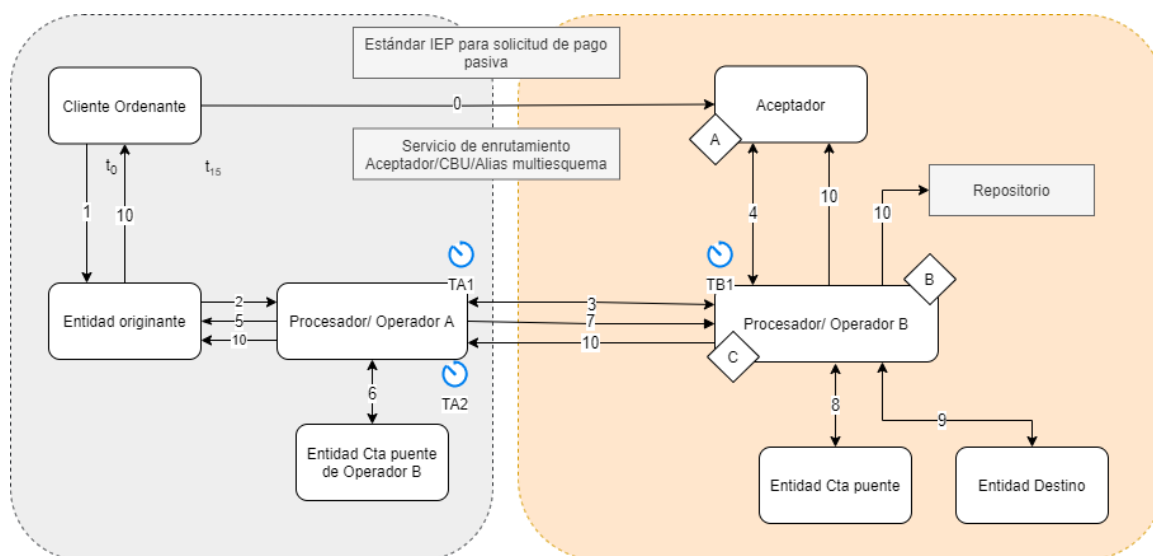 Estándar IEP para solicitud de pago
pasiva
Cliente Ordenante
0
Aceptador
A
Servicio de enrutamiento
Aceptador/CBU/Alias multiesquema
t0
t15
1
10
4
10
10
Repositorio
TA1
TB1
B
Entidad originante
2
5
10
Procesador/ Operador A
3
7
10
Procesador/ Operador B
C
TA2
6
8
9
Entidad Cta puente
de Operador B
Entidad Cta puente
Entidad Destino